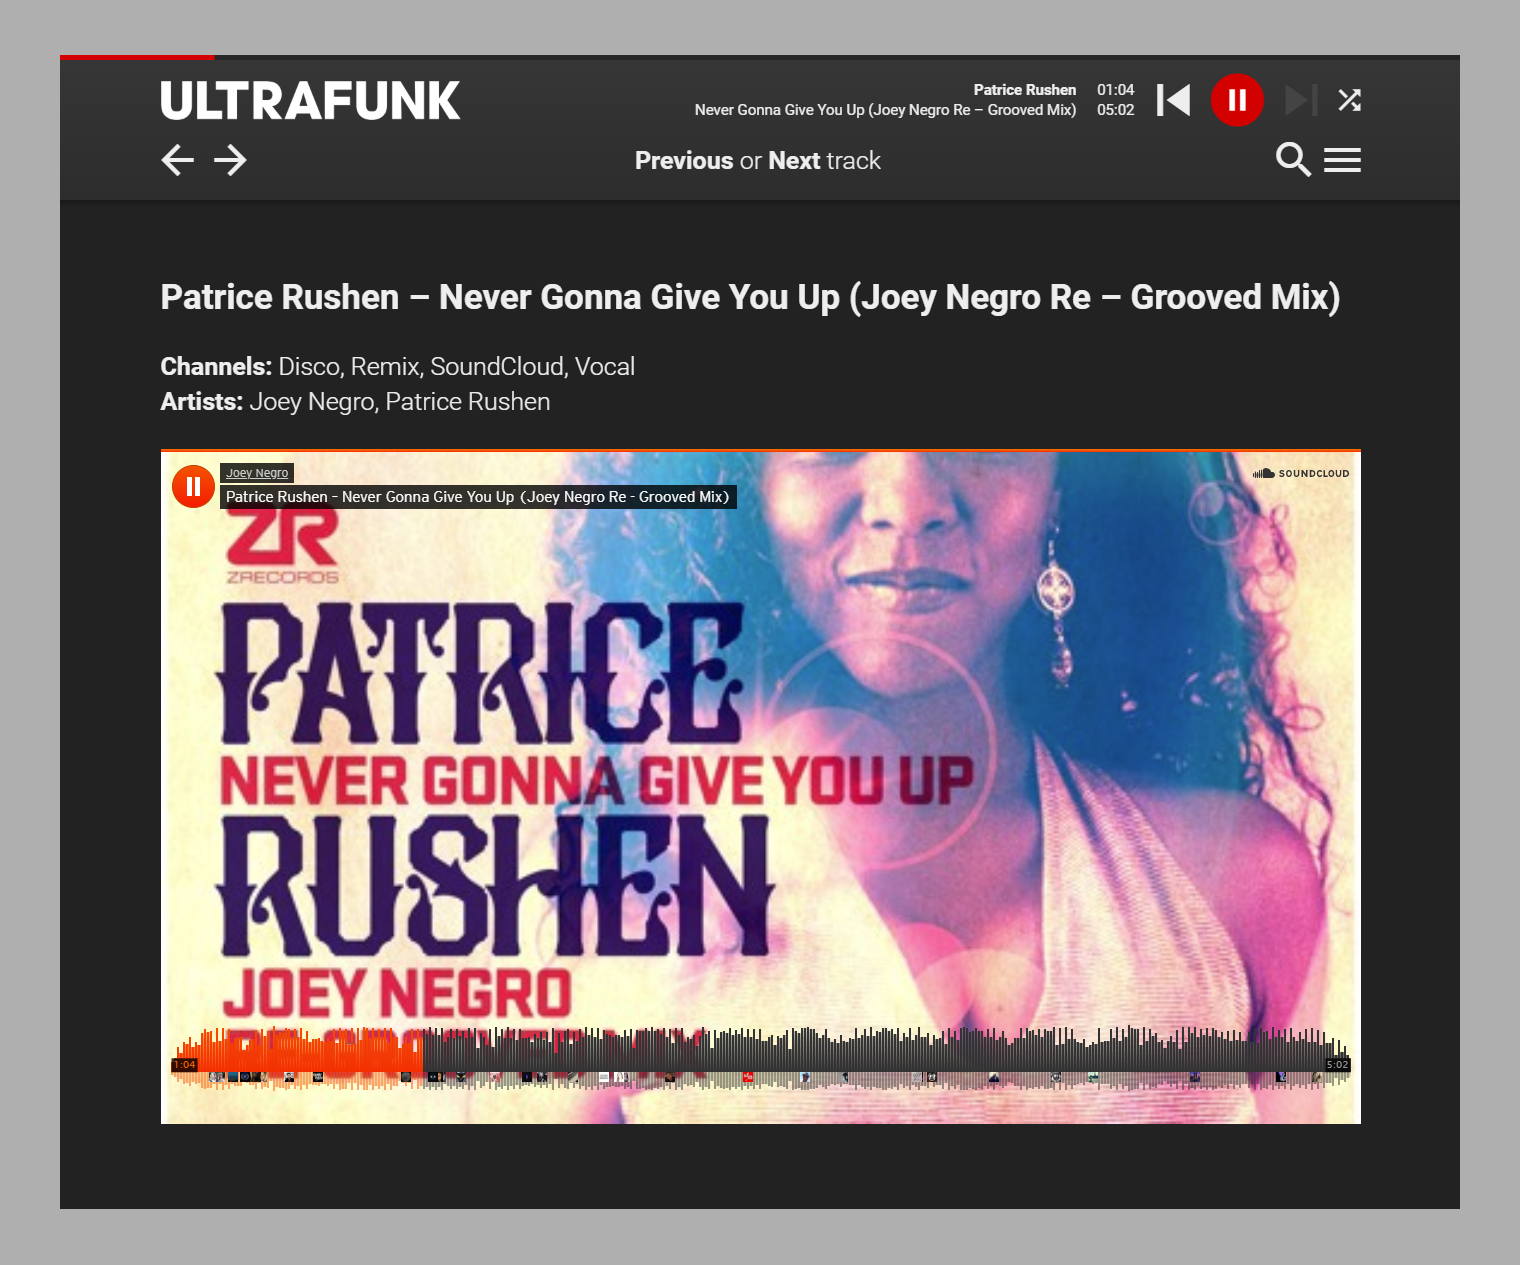 ULTRAFUNK
Patrice Rushen 01:04
Never Gonna Give You Up (Joey Negro Re – Grooved Mix) 05:02
Previous or Next track
Patrice Rushen – Never Gonna Give You Up (Joey Negro Re – Grooved Mix)
Channels: Disco, Remix, SoundCloud, Vocal
Artists: Joey Negro, Patrice Rushen
Joey Negro
SOUNDCLOUD
Patrice Rushen - Never Gonna Give You Up (Joey Negro Re - Grooved Mix)
ZR
ZRECORDS
PATRICE
NEVER GONNA GIVE YOU UP
RUSHEN
JOEY NEGRO
1:04
5:02